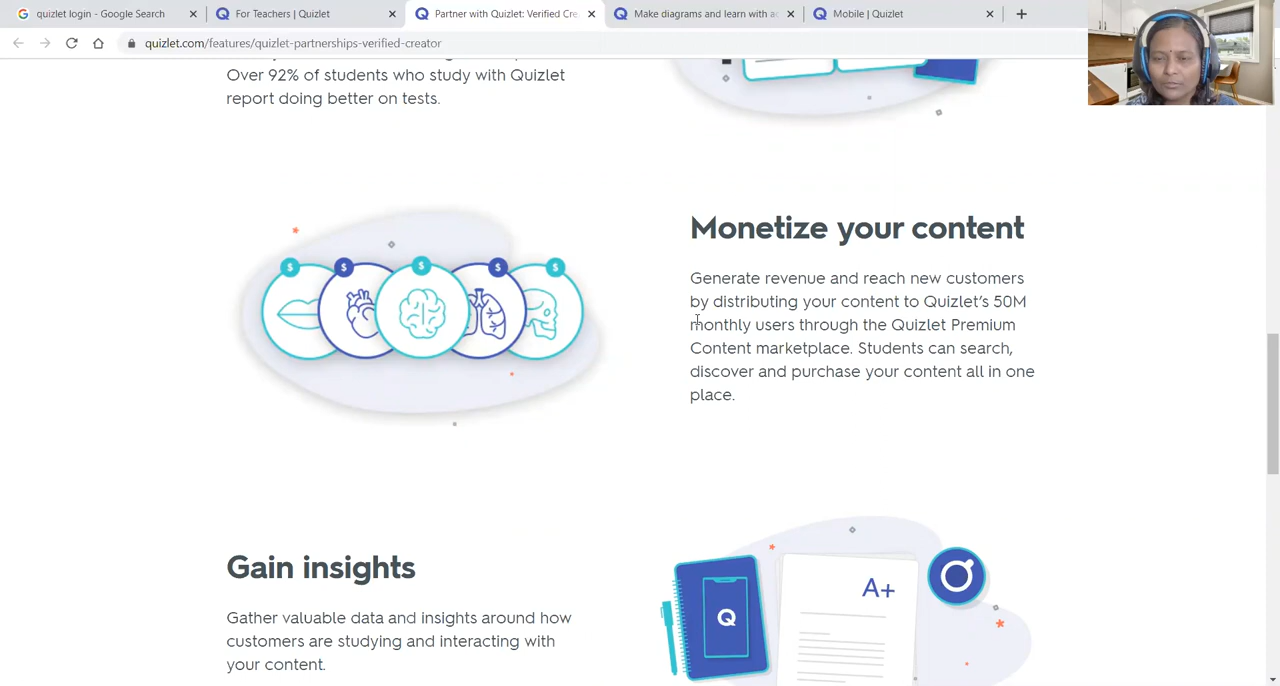 quizlet login - Google Search
For Teachers | Quizlet
Partner with Quizlet: Verified Cre
Make diagrams and learn with ac
Mobile | Quizlet
quizlet.com/features/quizlet-partnerships-verified-creator
Over 92% of students who study with Quizlet
report doing better on tests.
Monetize your content
Generate revenue and reach new customers
by distributing your content to Quizlet's 50M
monthly users through the Quizlet Premium
Content marketplace. Students can search,
discover and purchase your content all in one
place.
$ $ $ $ $
Gain insights
Gather valuable data and insights around how
customers are studying and interacting with
your content.
Q
A+